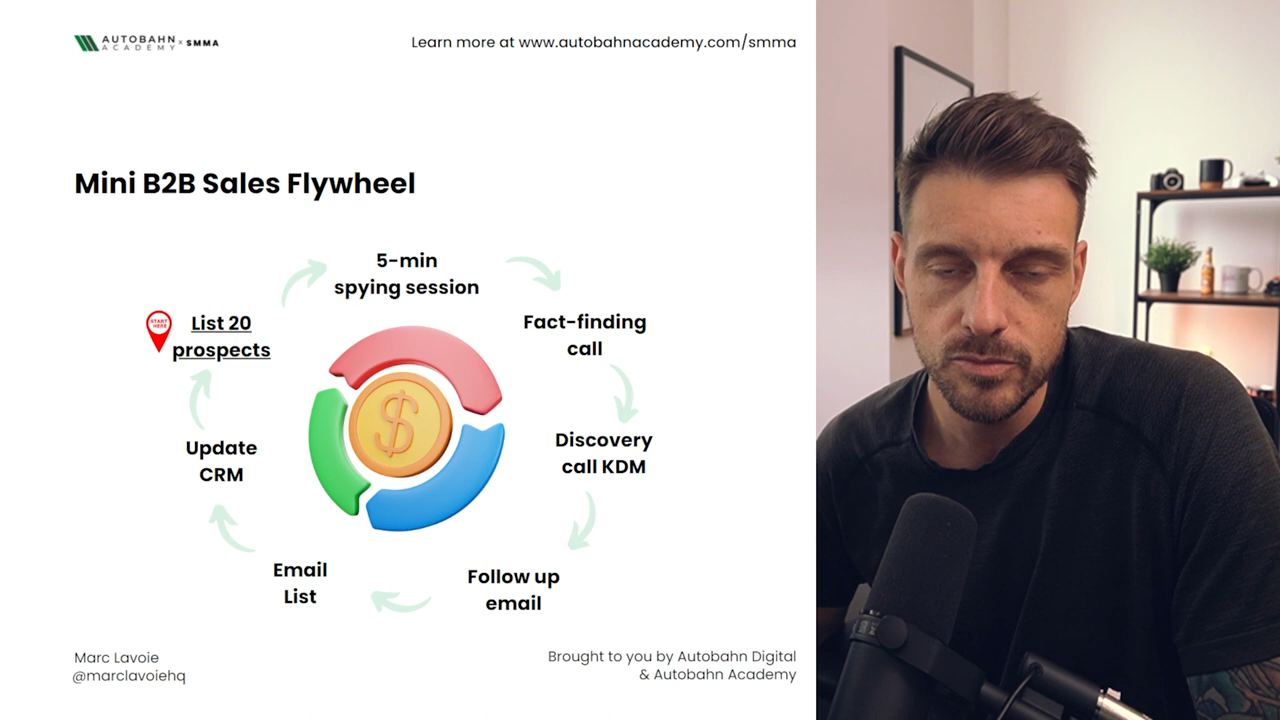 AUTOBAHN
ACADEMY x SMMA
Learn more at www.autobahnacademy.com/smma
Mini B2B Sales Flywheel
5-min
spying session
START
HERE
List 20
prospects
Fact-finding
call
Discovery
call KDM
Update
CRM
Email
List
Follow up
email
$
Marc Lavoie
@marclavoiehq
Brought to you by Autobahn Digital
& Autobahn Academy